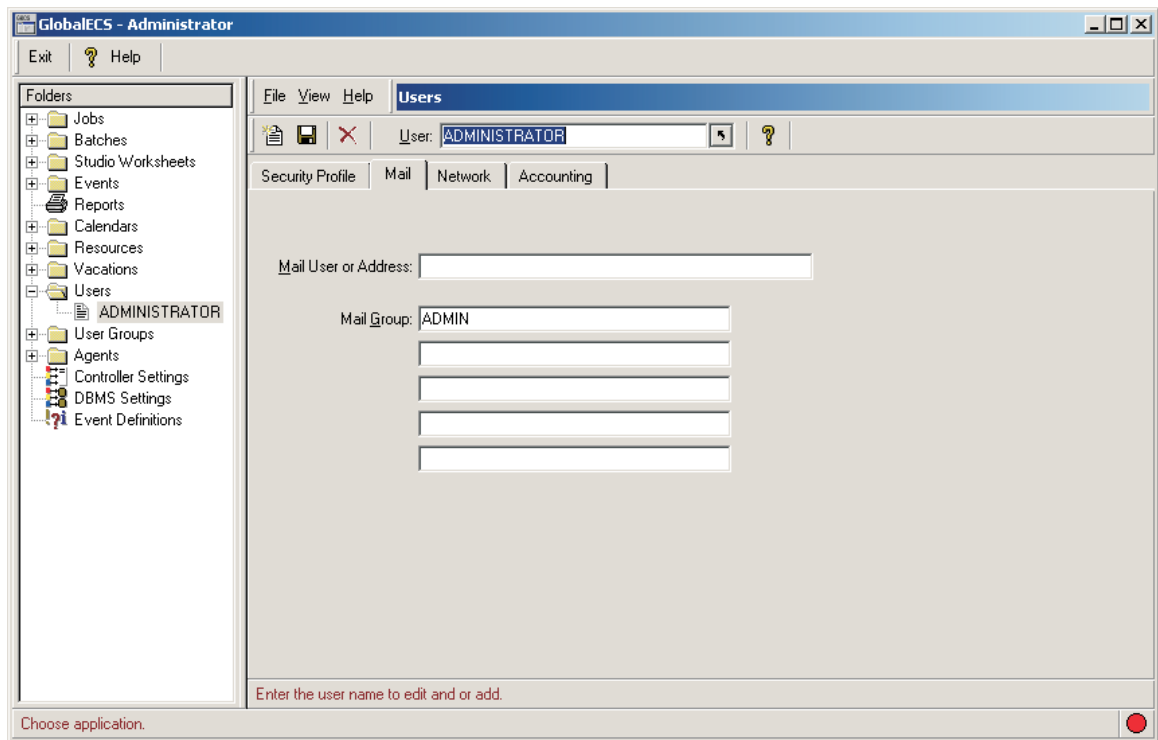 GlobalECS - Administrator
Exit ? Help
Folders
Jobs
Batches
Studio Worksheets
Events
Reports
Calendars
Resources
Vacations
Users
ADMINISTRATOR
User Groups
Agents
Controller Settings
DBMS Settings
Event Definitions
File View Help Users
User: ADMINISTRATOR ?
Security Profile Mail Network Accounting
Mail User or Address:
Mail Group: ADMIN
Enter the user name to edit and or add.
Choose application.